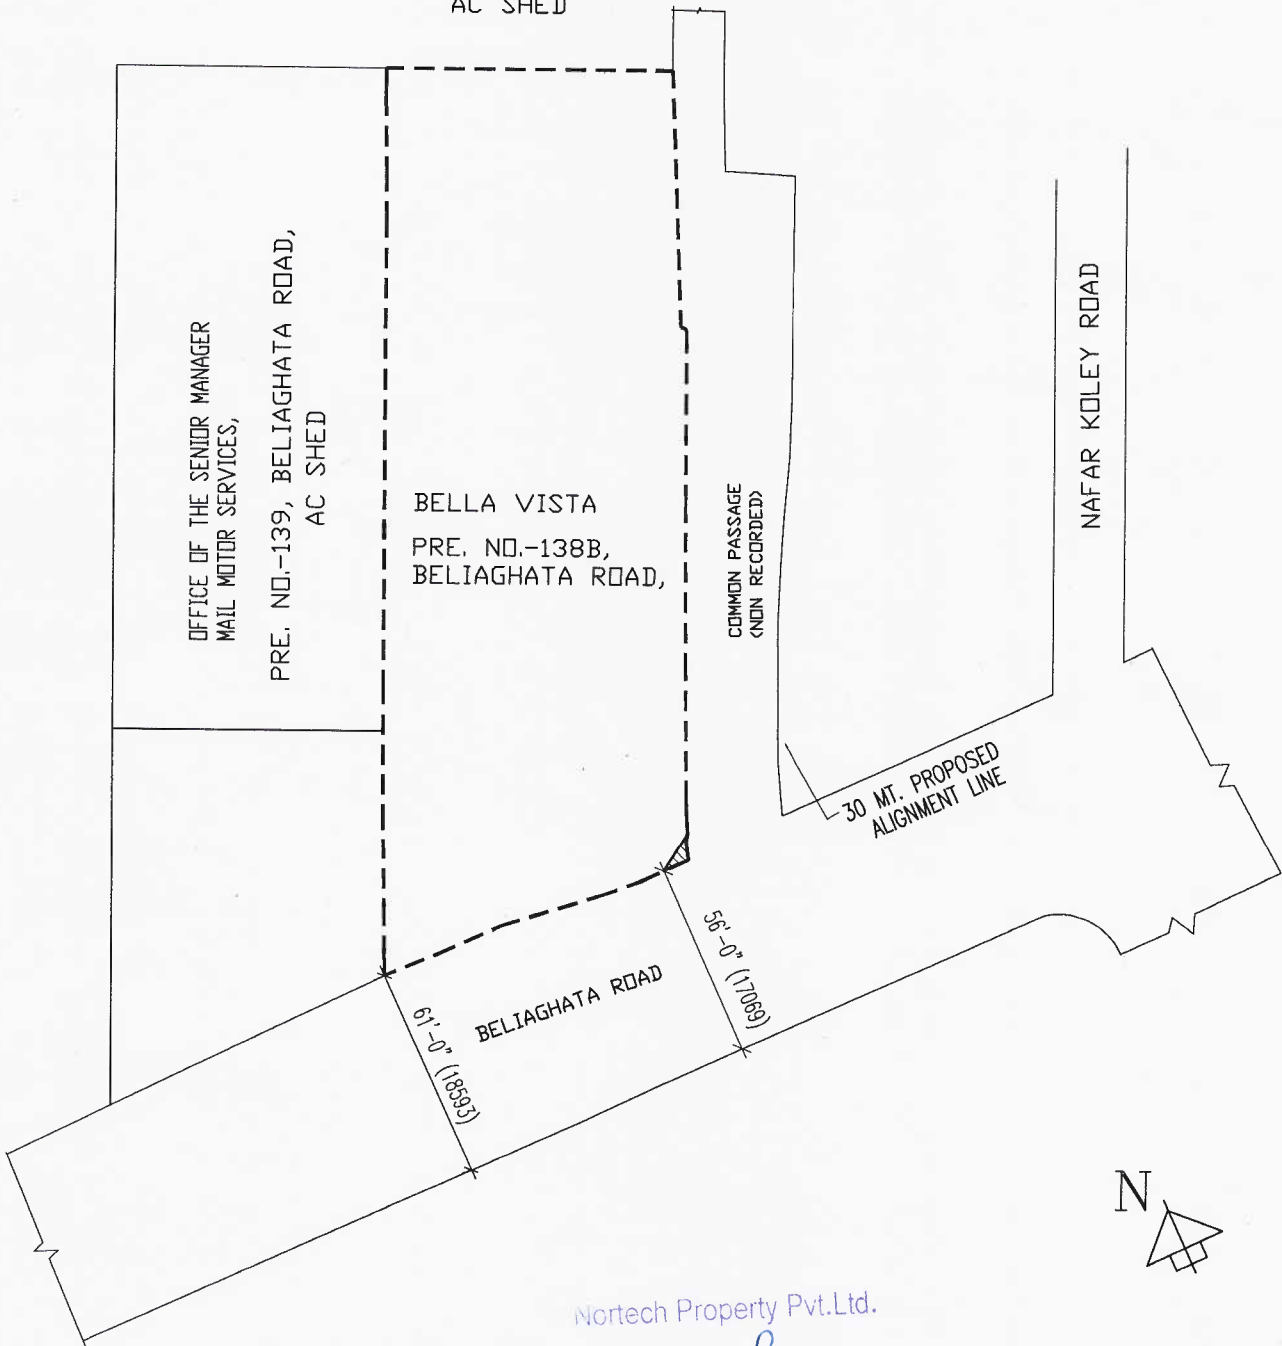 AC SHED
OFFICE OF THE SENIOR MANAGER
MAIL MOTOR SERVICES,
PRE. NO.-139, BELIAGHATA ROAD,
AC SHED
BELLA VISTA
PRE. NO.-138B,
BELIAGHATA ROAD,
COMMON PASSAGE
(NON RECORDED)
NAFAR KOLEY ROAD
30 MT. PROPOSED
ALIGNMENT LINE
56'-0" (17069)
BELIAGHATA ROAD
61'-0" (18593)
N
Nortech Property Pvt.Ltd.